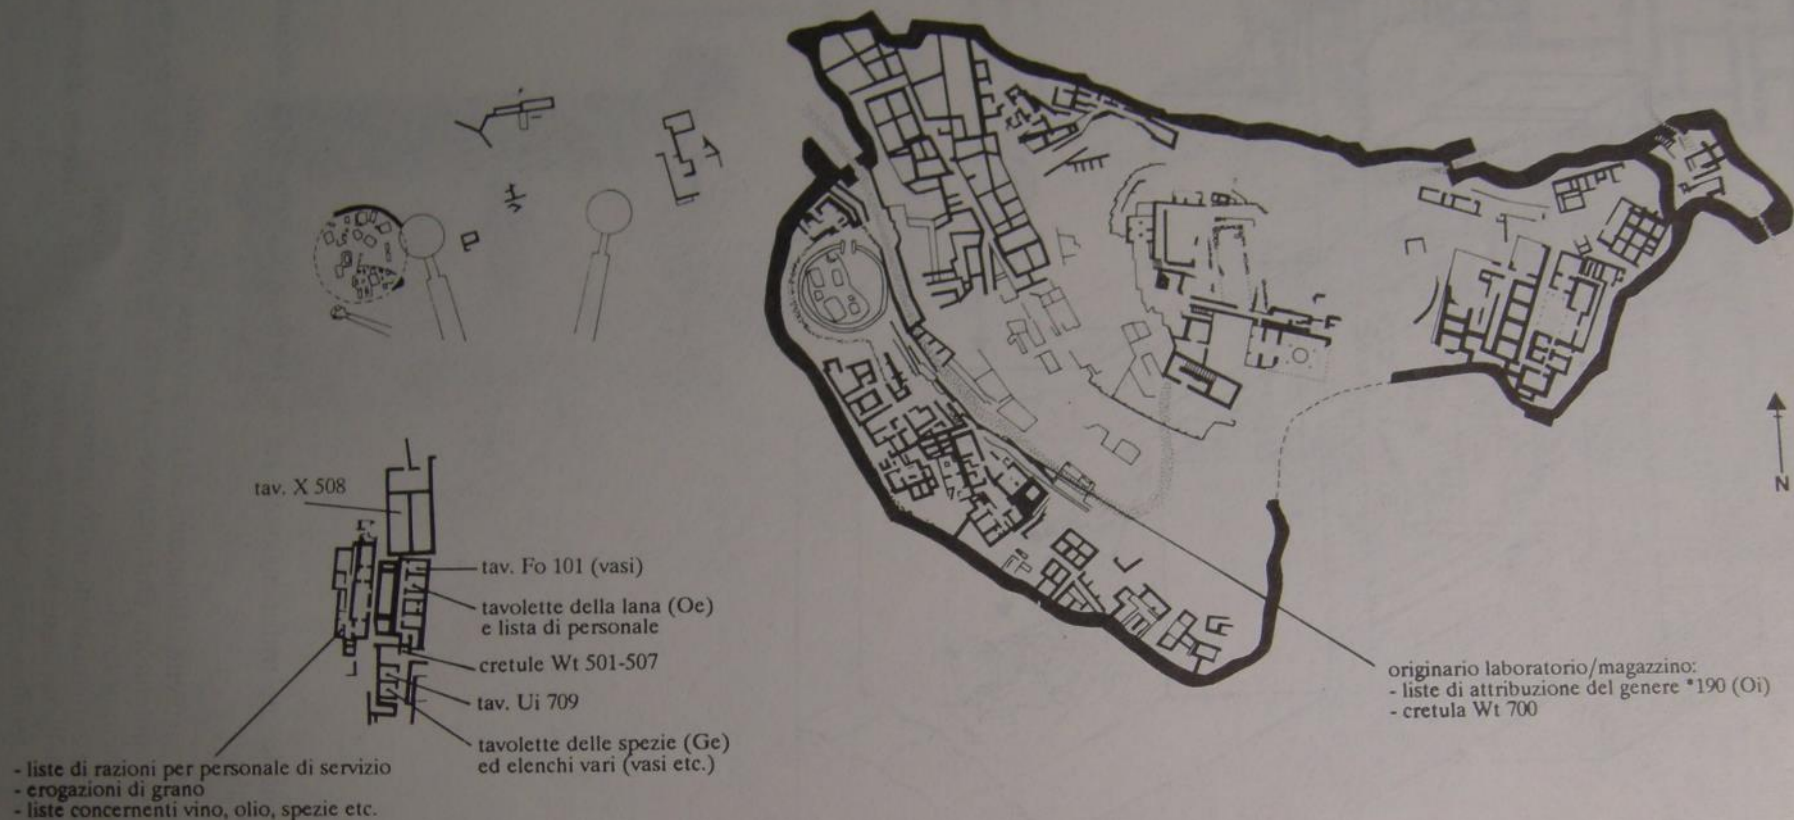 tav. X 508
tav. Fo 101 (vasi)
tavolette della lana (Oe)
e lista di personale
cretule Wt 501-507
tav. Ui 709
tavolette delle spezie (Ge)
ed elenchi vari (vasi etc.)
- liste di razioni per personale di servizio
- erogazioni di grano
- liste concernenti vino, olio, spezie etc.
originario laboratorio/magazzino:
- liste di attribuzione del genere *190 (Oi)
- cretula Wt 700
N